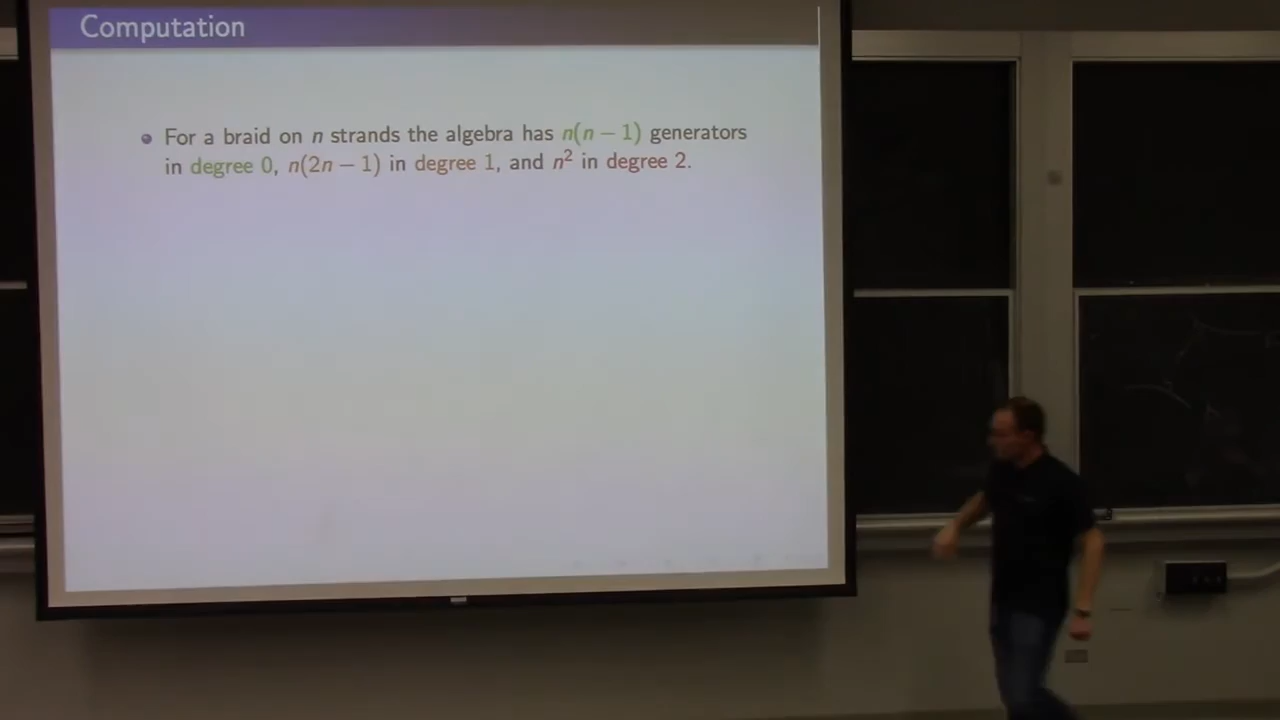 Computation
For a braid on n strands the algebra has n(n − 1) generators
in degree 0, n(2n − 1) in degree 1, and n² in degree 2.